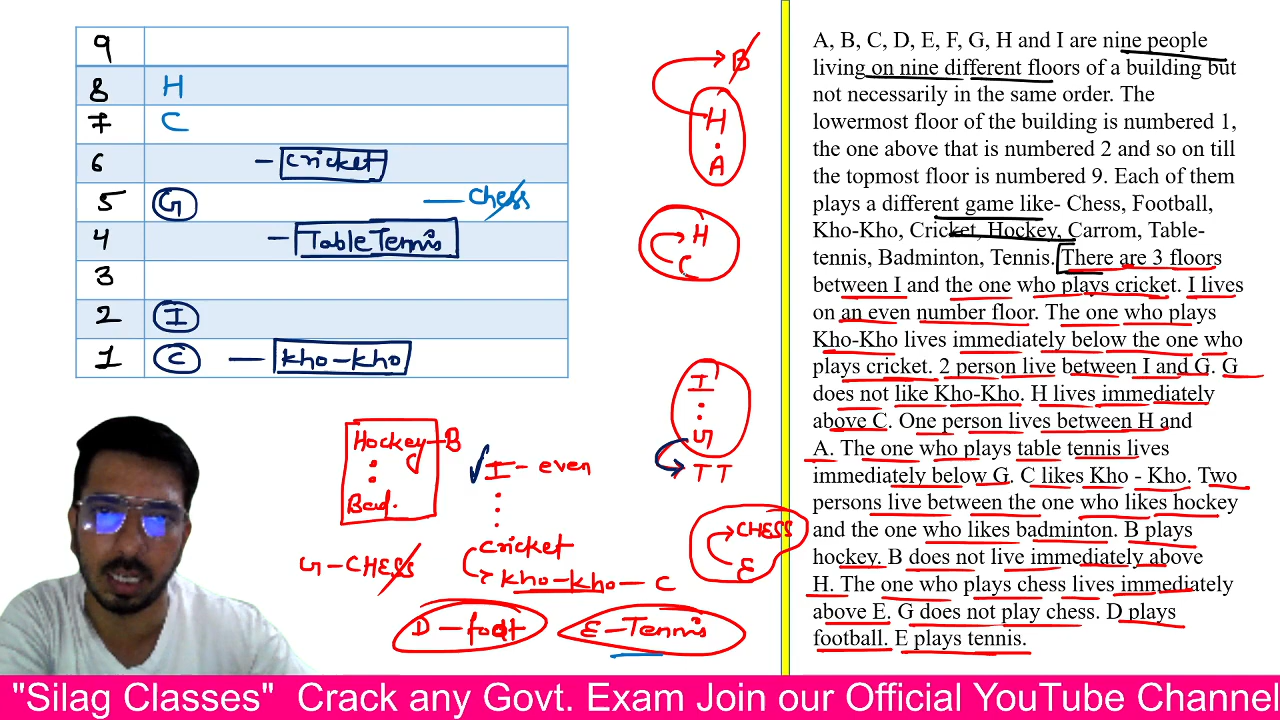 9
8 H
7 C
6 – cricket
5 G — chess
4 – Table Tennis
3
2 I
1 C — kho-kho
B
H
.
A
H
C
I
:
G
TT
CHESS
E
Hockey-B
:
Bad.
I - even
cricket
kho-kho - C
G - CHESS
D - foot
E - Tennis
A, B, C, D, E, F, G, H and I are nine people
living on nine different floors of a building but
not necessarily in the same order. The
lowermost floor of the building is numbered 1,
the one above that is numbered 2 and so on till
the topmost floor is numbered 9. Each of them
plays a different game like- Chess, Football,
Kho-Kho, Cricket, Hockey, Carrom, Table-
tennis, Badminton, Tennis. There are 3 floors
between I and the one who plays cricket. I lives
on an even number floor. The one who plays
Kho-Kho lives immediately below the one who
plays cricket. 2 person live between I and G. G
does not like Kho-Kho. H lives immediately
above C. One person lives between H and
A. The one who plays table tennis lives
immediately below G. C likes Kho - Kho. Two
persons live between the one who likes hockey
and the one who likes badminton. B plays
hockey. B does not live immediately above
H. The one who plays chess lives immediately
above E. G does not play chess. D plays
football. E plays tennis.
"Silag Classes" Crack any Govt. Exam Join our Official YouTube Channel